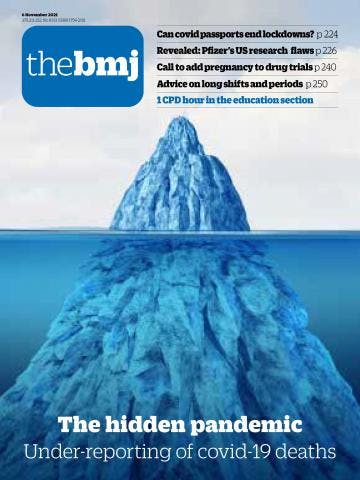 6 November 2021
thebmj
Can covid passports end lockdowns? p 224
Revealed: Pfizer's US research flaws p 226
Call to add pregnancy to drug trials p 240
Advice on long shifts and periods p 250
1 CPD hour in the education section
The hidden pandemic
Under-reporting of covid-19 deaths